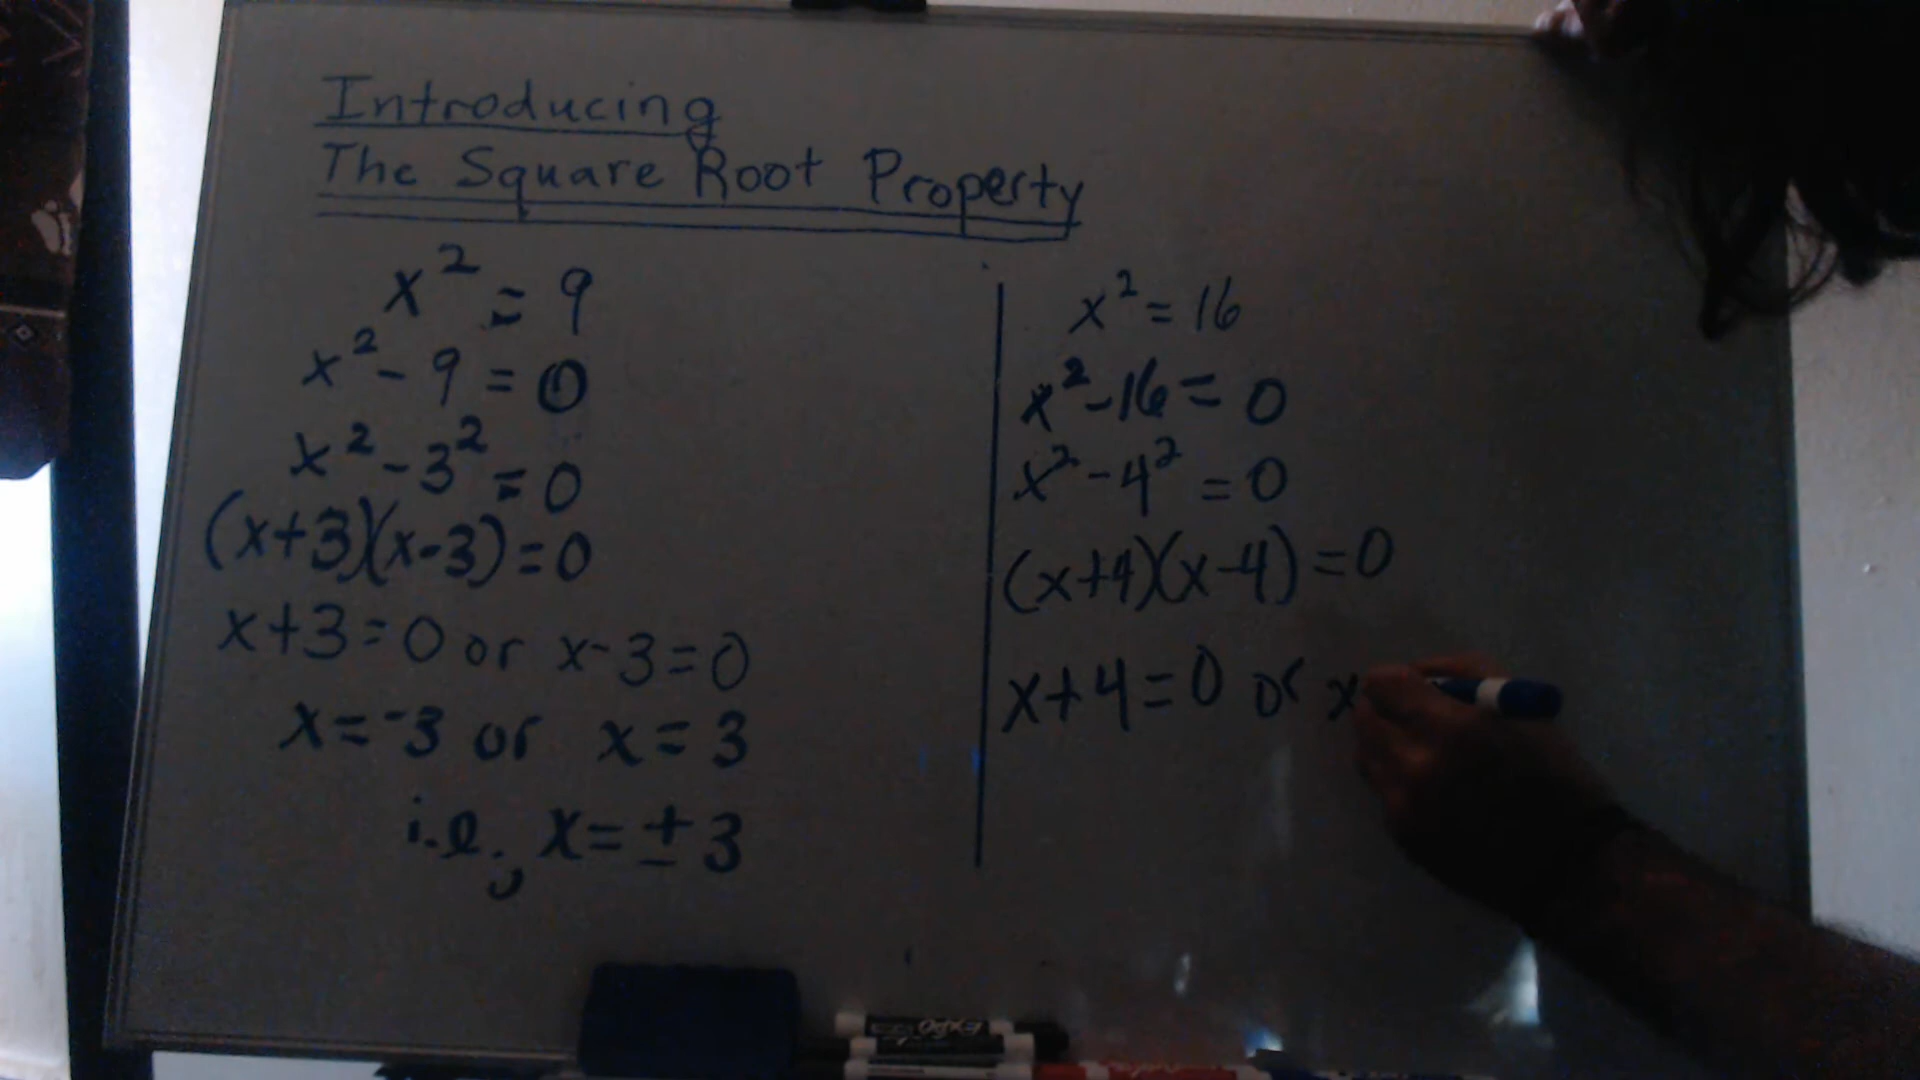 Introducing
The Square Root Property
x² = 9
x² - 9 = 0
x² - 3² = 0
(x+3)(x-3) = 0
x+3=0 or x-3=0
x=-3 or x=3
i.e., x=±3
x² = 16
x² - 16 = 0
x² - 4² = 0
(x+4)(x-4) = 0
x+4=0 or x
EXPO